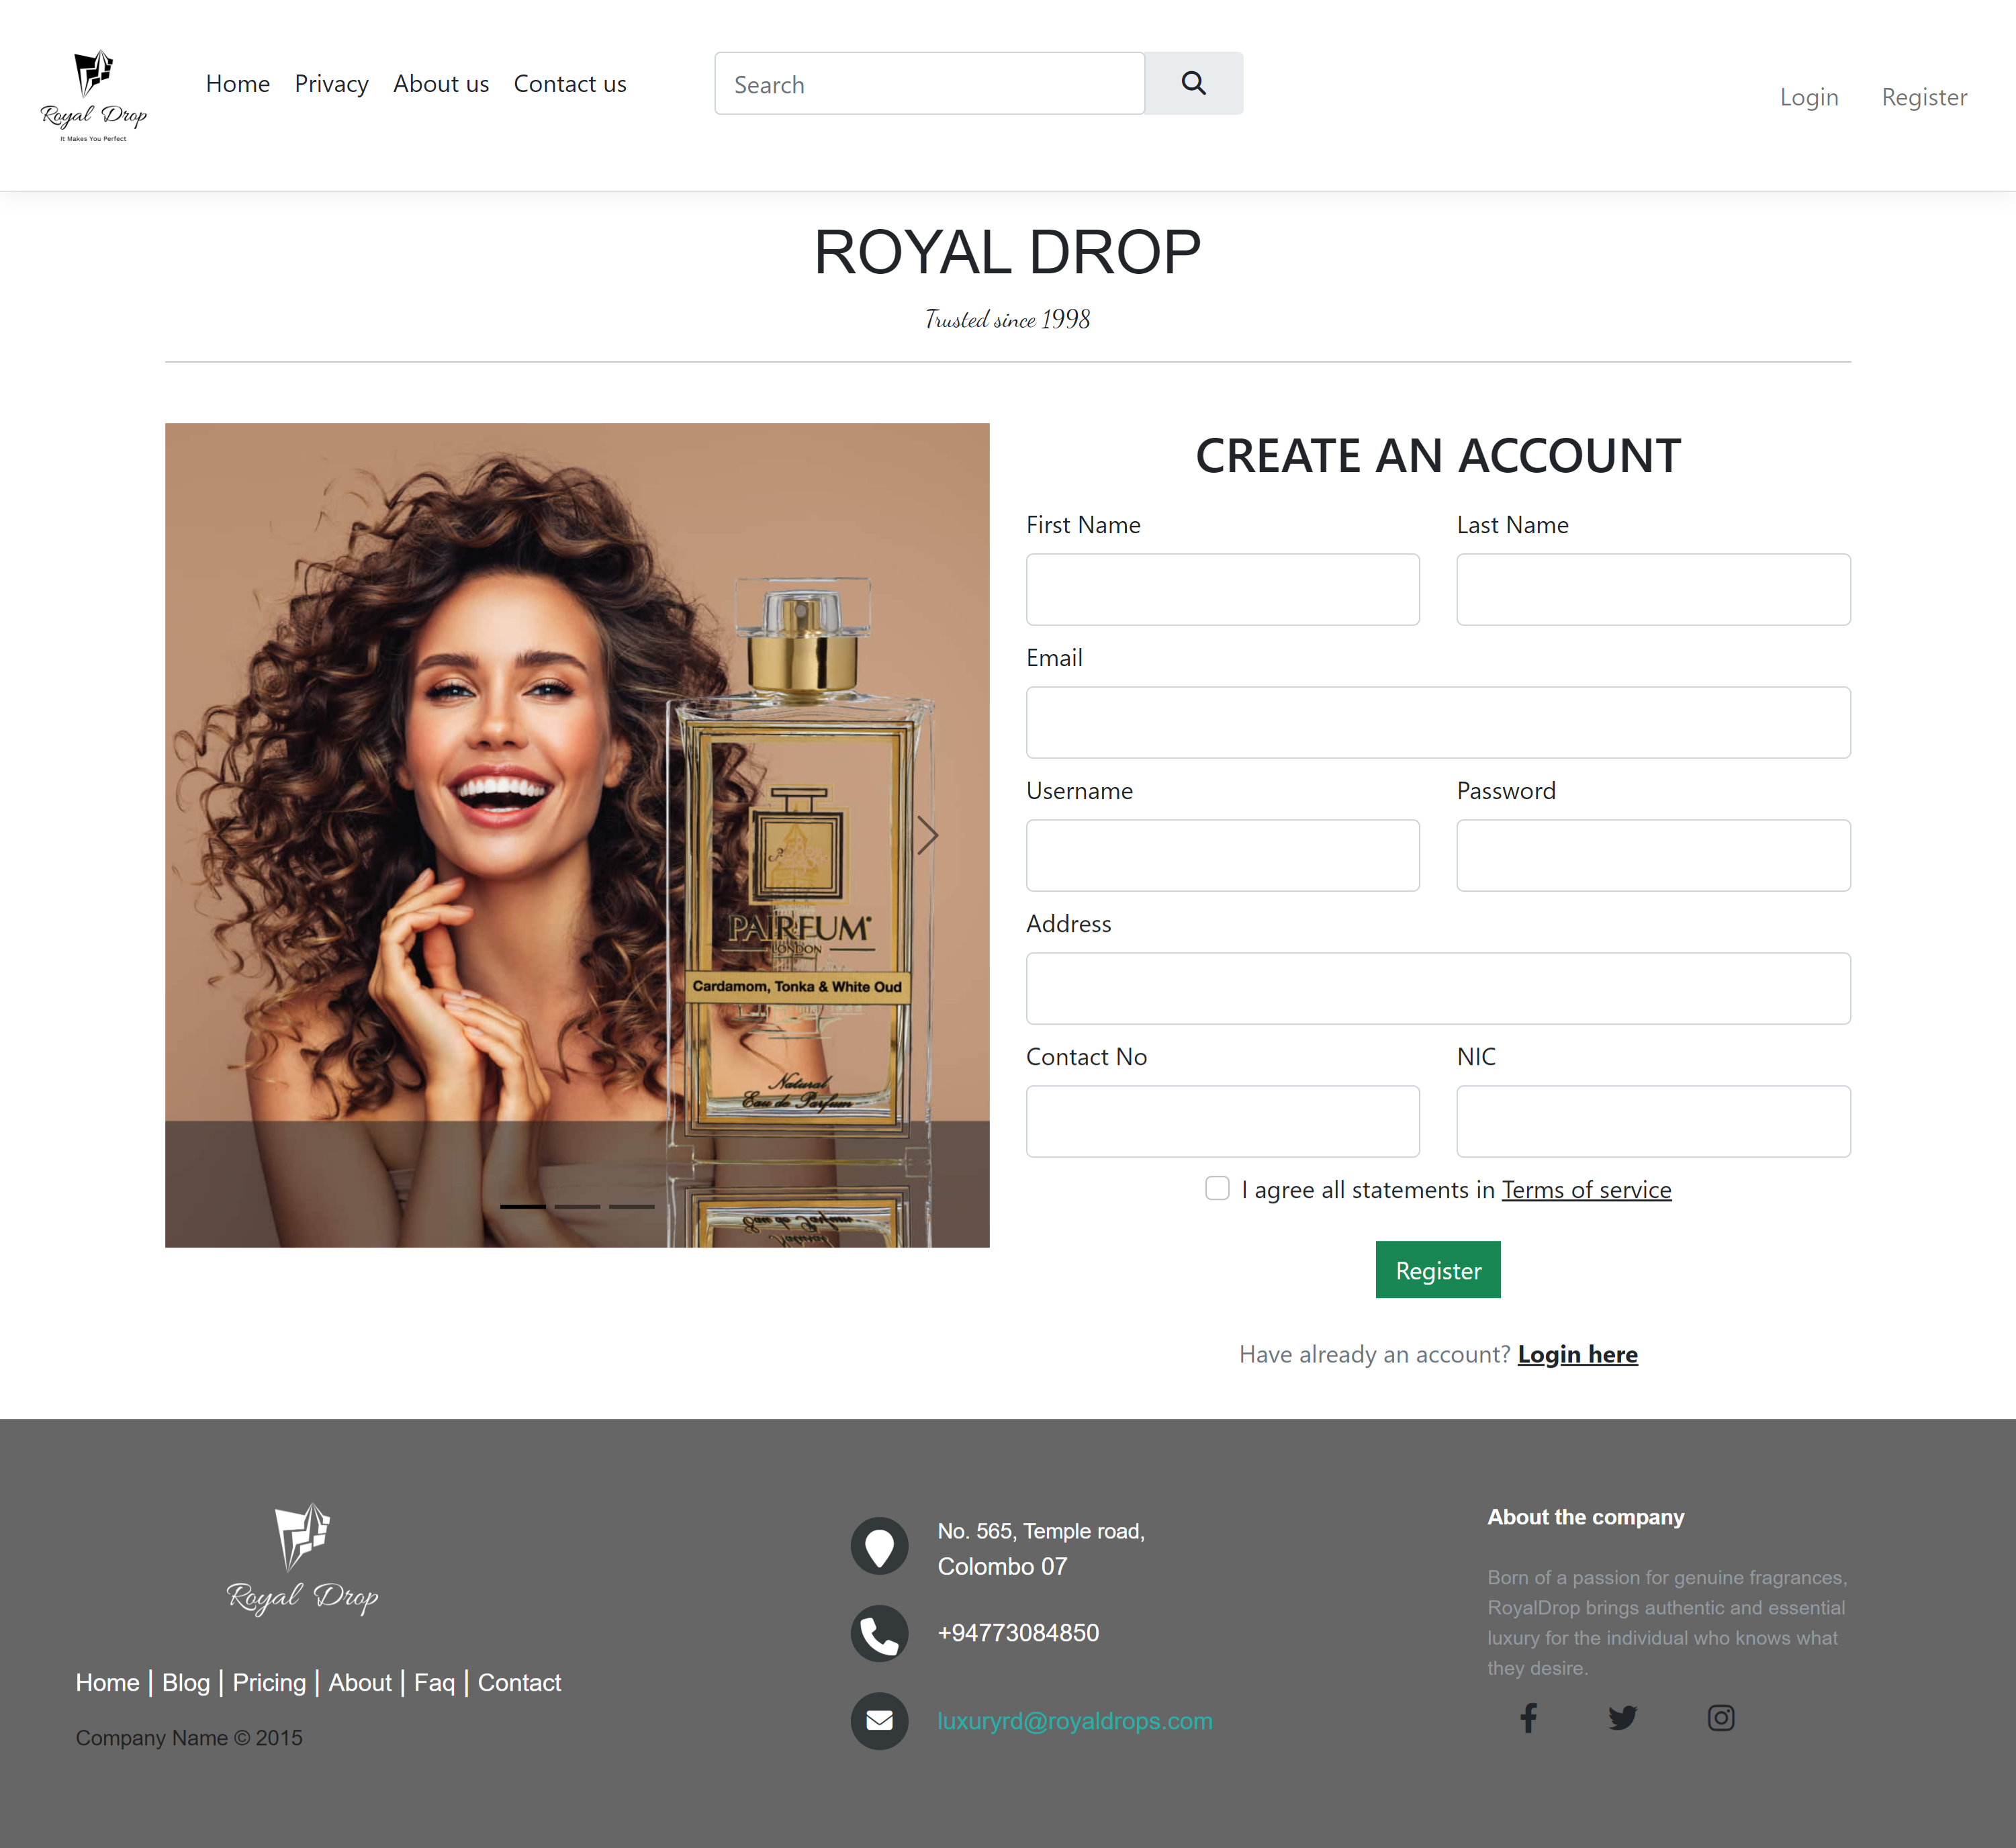 Royal Drop
It Makes You Perfect
Home Privacy About us Contact us
Search
Login Register
ROYAL DROP
Trusted since 1998
PAIRFUM
LONDON
Cardamom, Tonka & White Oud
Natural
Eau de Parfum
CREATE AN ACCOUNT
First Name Last Name
Email
Username Password
Address
Contact No NIC
I agree all statements in Terms of service
Register
Have already an account? Login here
Royal Drop
Home | Blog | Pricing | About | Faq | Contact
Company Name © 2015
No. 565, Temple road,
Colombo 07
+94773084850
luxuryrd@royaldrops.com
About the company
Born of a passion for genuine fragrances,
RoyalDrop brings authentic and essential
luxury for the individual who knows what
they desire.